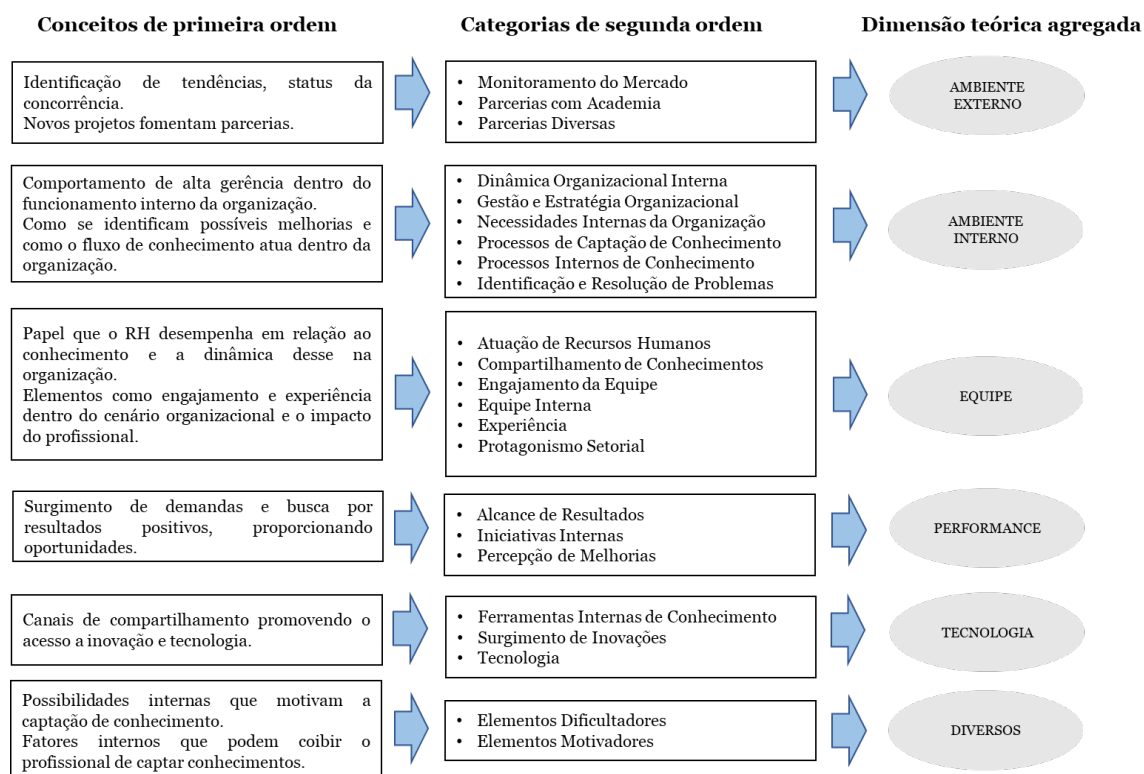 Conceitos de primeira ordem
Categorias de segunda ordem
Dimensão teórica agregada
Identificação de tendências, status da
concorrência.
Novos projetos fomentam parcerias.
• Monitoramento do Mercado
• Parcerias com Academia
• Parcerias Diversas
AMBIENTE
EXTERNO
Comportamento de alta gerência dentro do
funcionamento interno da organização.
Como se identificam possíveis melhorias e
como o fluxo de conhecimento atua dentro da
organização.
• Dinâmica Organizacional Interna
• Gestão e Estratégia Organizacional
• Necessidades Internas da Organização
• Processos de Captação de Conhecimento
• Processos Internos de Conhecimento
• Identificação e Resolução de Problemas
AMBIENTE
INTERNO
Papel que o RH desempenha em relação ao
conhecimento e a dinâmica desse na
organização.
Elementos como engajamento e experiência
dentro do cenário organizacional e o impacto
do profissional.
• Atuação de Recursos Humanos
• Compartilhamento de Conhecimentos
• Engajamento da Equipe
• Equipe Interna
• Experiência
• Protagonismo Setorial
EQUIPE
Surgimento de demandas e busca por
resultados positivos, proporcionando
oportunidades.
• Alcance de Resultados
• Iniciativas Internas
• Percepção de Melhorias
PERFORMANCE
Canais de compartilhamento promovendo o
acesso a inovação e tecnologia.
• Ferramentas Internas de Conhecimento
• Surgimento de Inovações
• Tecnologia
TECNOLOGIA
Possibilidades internas que motivam a
captação de conhecimento.
Fatores internos que podem coibir o
profissional de captar conhecimentos.
• Elementos Dificultadores
• Elementos Motivadores
DIVERSOS